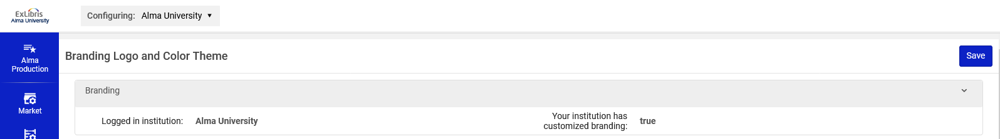 ExLibris
Alma University
Configuring: Alma University
Alma
Production
Branding Logo and Color Theme
Save
Market
Branding
Logged in institution: Alma University
Your institution has
customized branding: true